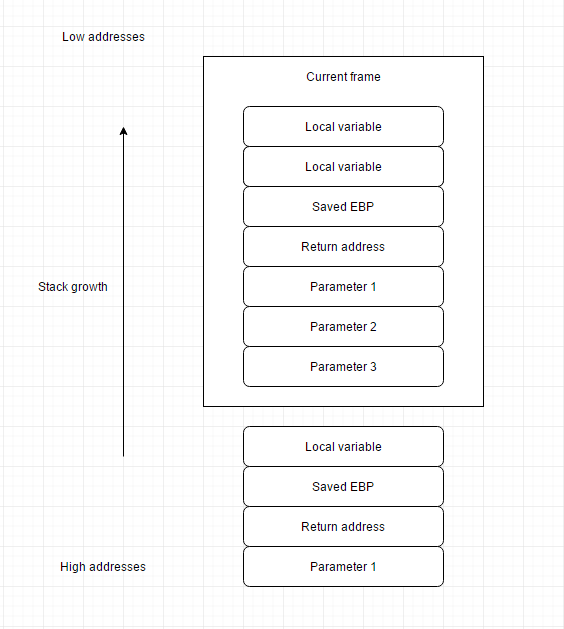 Low addresses
Current frame
Local variable
Local variable
Saved EBP
Return address
Stack growth
Parameter 1
Parameter 2
Parameter 3
Local variable
Saved EBP
Return address
High addresses
Parameter 1